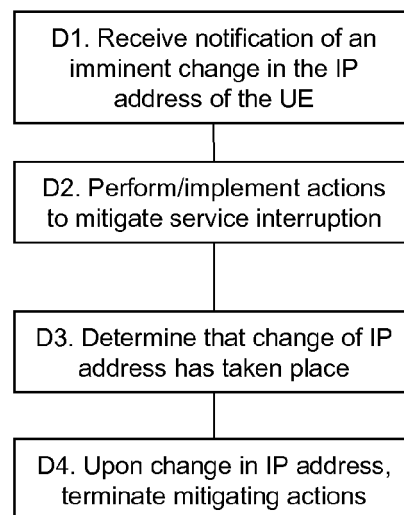 D1. Receive notification of an
imminent change in the IP
address of the UE
D2. Perform/implement actions
to mitigate service interruption
D3. Determine that change of IP
address has taken place
D4. Upon change in IP address,
terminate mitigating actions